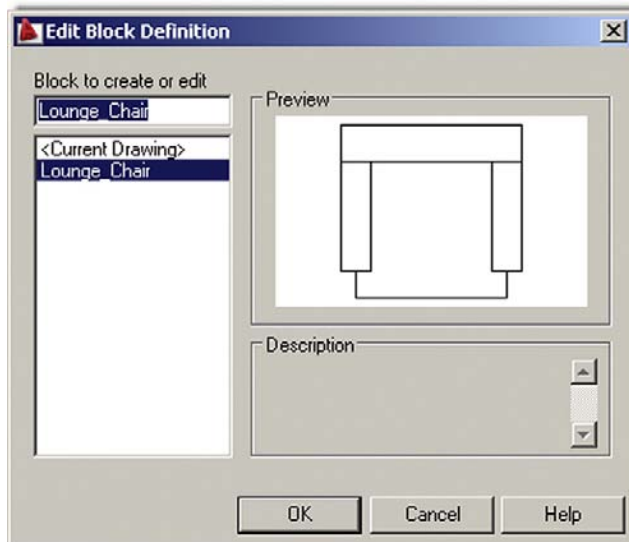 Edit Block Definition
Block to create or edit
Lounge_Chair
<Current Drawing>
Lounge_Chair
Preview
Description
OK
Cancel
Help